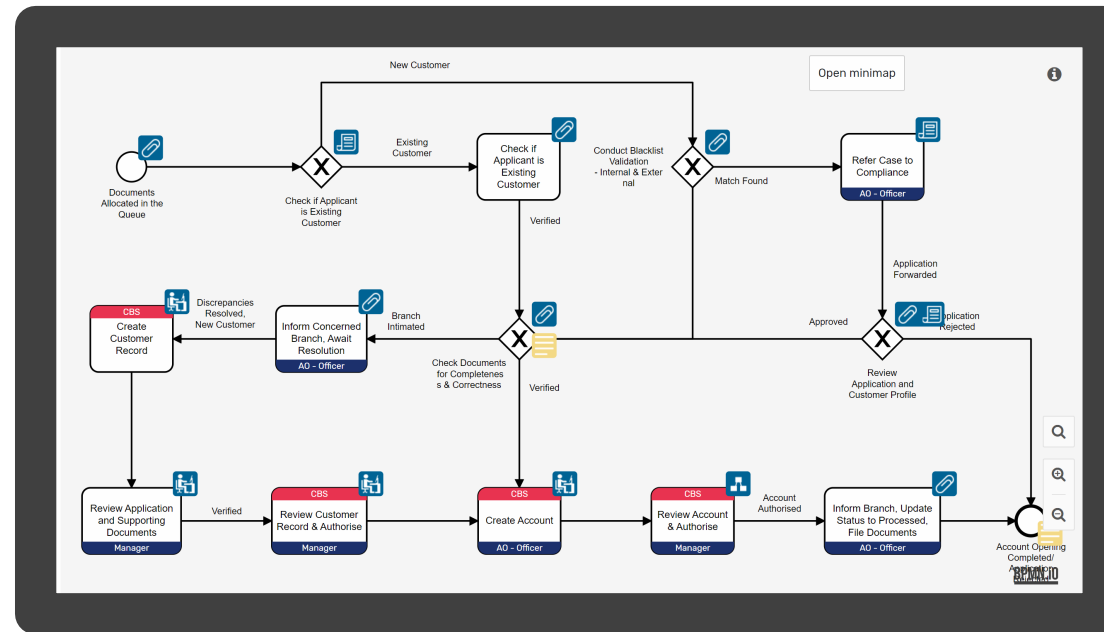 New Customer
Open minimap
Existing
Customer
Check if
Applicant is
Existing
Customer
Conduct Blacklist
Validation
- Internal & Exter
nal
Match Found
Refer Case to
Compliance
AO - Officer
X
X
Documents
Allocated in the
Queue
Check if Applicant
is Existing
Customer
Verified
Application
Forwarded
CBS
Create
Customer
Record
Discrepancies
Resolved,
New Customer
Inform Concerned
Branch, Await
Resolution
AO - Officer
Branch
Intimated
X
Check Documents
for Completenes
s & Correctness
Verified
Approved
X
Rejected
Review
Application and
Customer Profile
Review Application
and Supporting
Documents
Manager
Verified
CBS
Review Customer
Record & Authorise
Manager
CBS
Create Account
AO - Officer
CBS
Review Account
& Authorise
Manager
Account
Authorised
Inform Branch, Update
Status to Processed,
File Documents
AO - Officer
Account Opening
Completed/
BPMN.IO